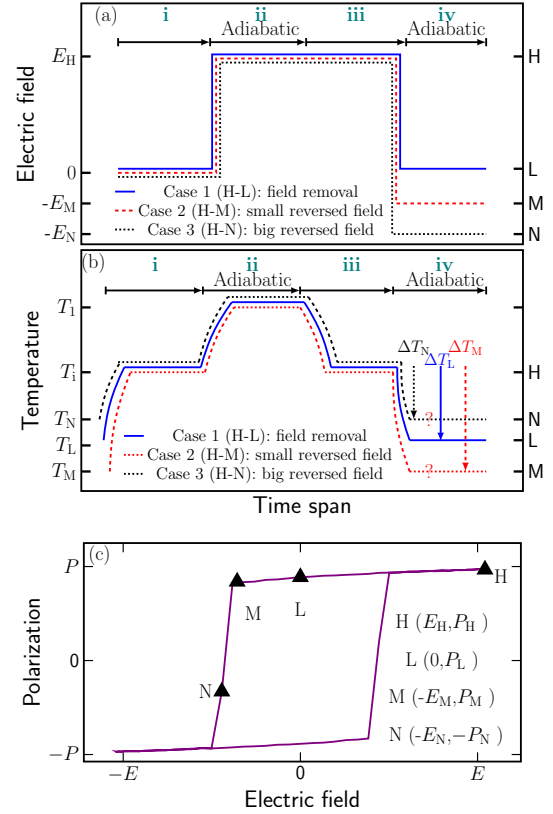 (a)
i
ii
iii
iv
Adiabatic
Adiabatic
Electric field
E_H
0
-E_M
-E_N
H
L
M
N
Case 1 (H-L): field removal
Case 2 (H-M): small reversed field
Case 3 (H-N): big reversed field
(b)
i
ii
iii
iv
Adiabatic
Adiabatic
Temperature
T_1
T_i
T_N
T_L
T_M
H
N
L
M
ΔT_N
ΔT_L
ΔT_M
?
?
Case 1 (H-L): field removal
Case 2 (H-M): small reversed field
Case 3 (H-N): big reversed field
Time span
(c)
Polarization
P
0
−P
H
M
L
N
H (E_H,P_H )
L (0,P_L)
M (-E_M,P_M )
N (-E_N,−P_N )
−E
0
E
Electric field